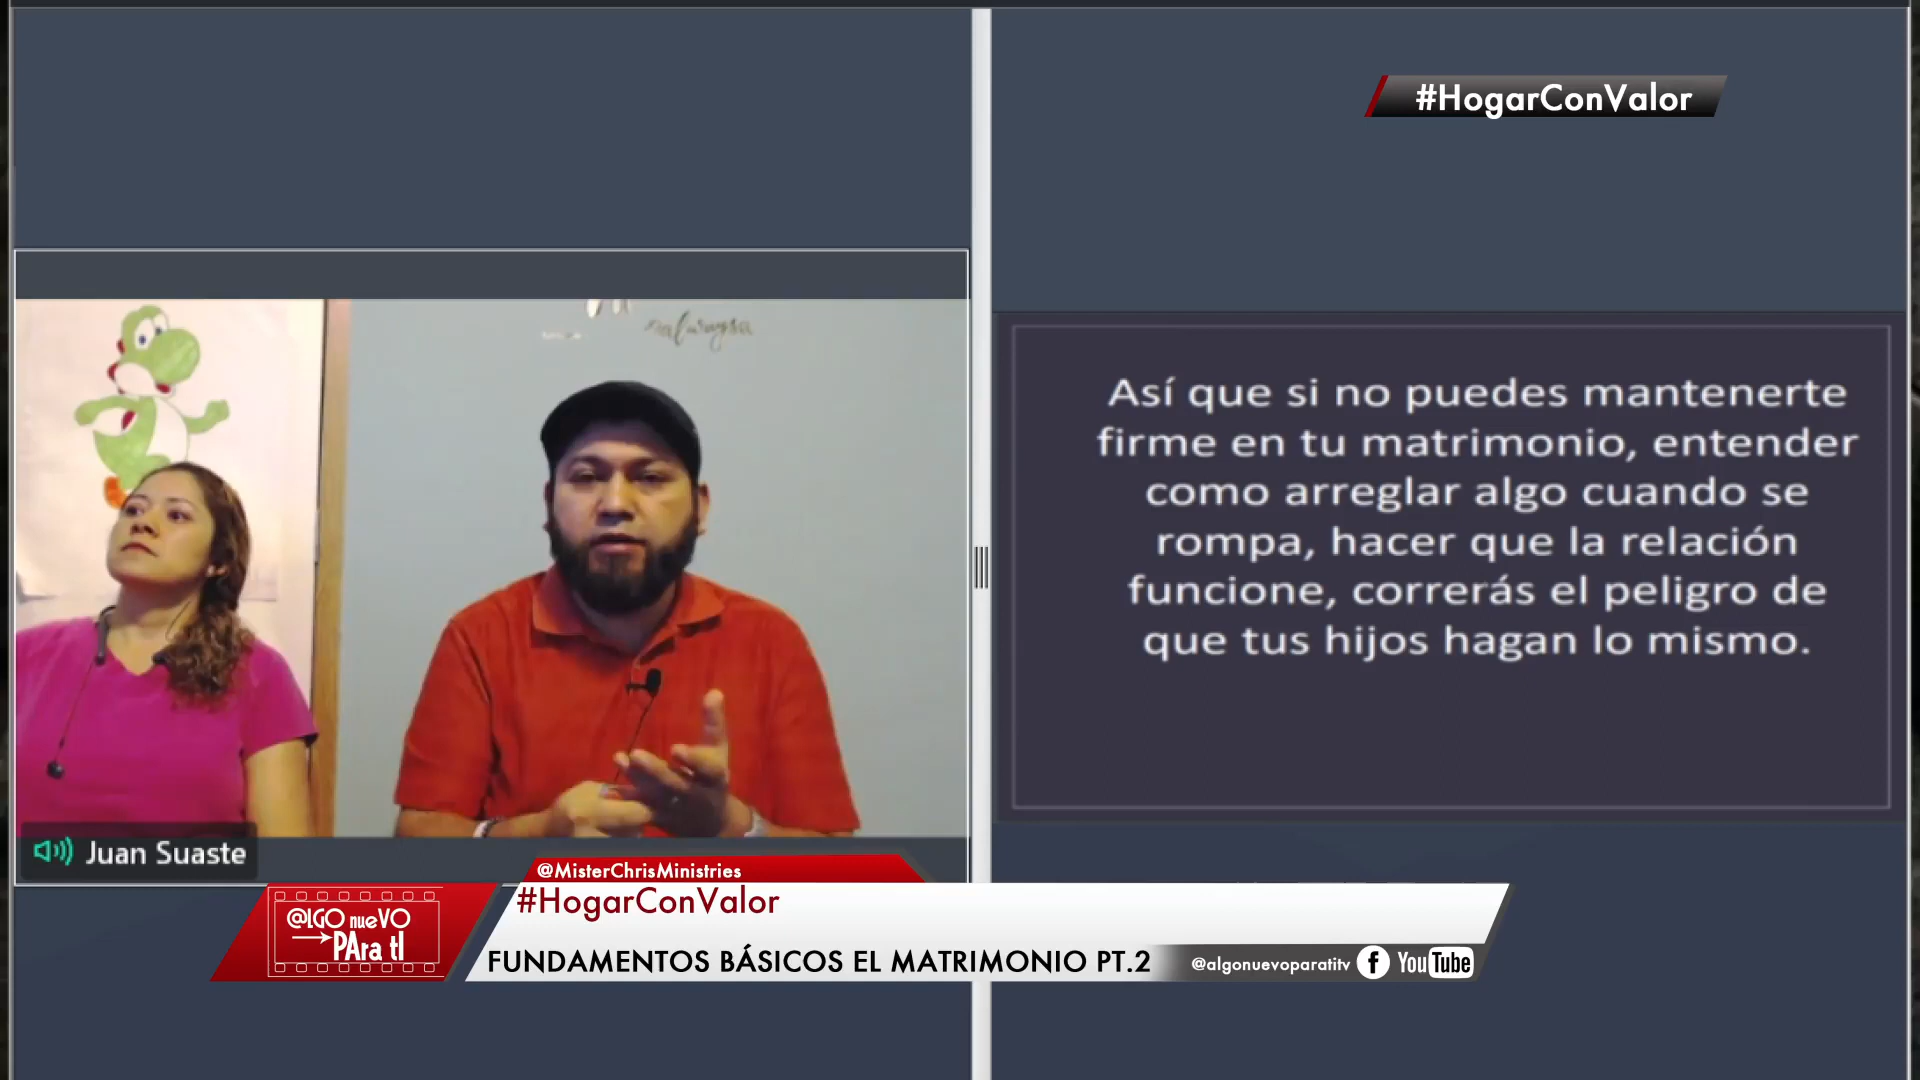 #HogarConValor
Así que si no puedes mantenerte
firme en tu matrimonio, entender
como arreglar algo cuando se
rompa, hacer que la relación
funcione, correrás el peligro de
que tus hijos hagan lo mismo.
Juan Suaste
@MisterChrisMinistries
#HogarConValor
@LGO nueVO
PAra tI
FUNDAMENTOS BÁSICOS EL MATRIMONIO PT.2
@algonuevoparatitv f YouTube